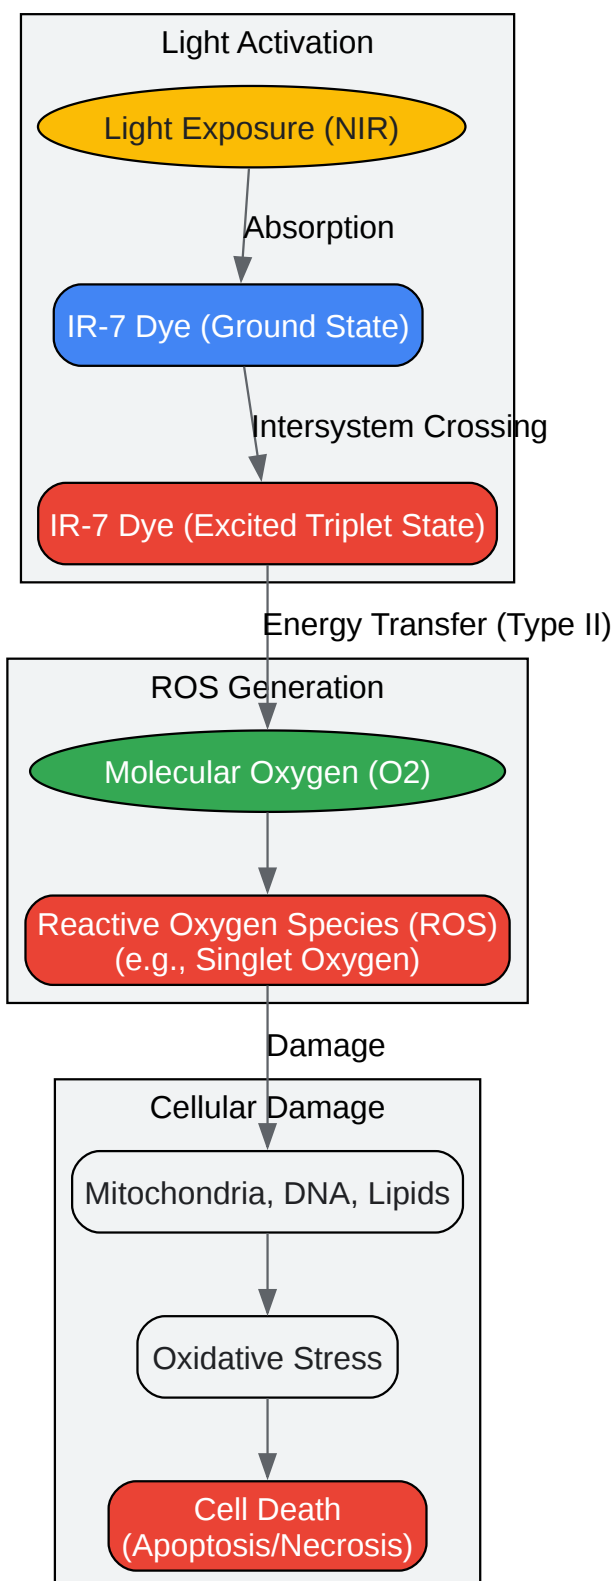 Light Activation
Light Exposure (NIR)
Absorption
IR-7 Dye (Ground State)
Intersystem Crossing
IR-7 Dye (Excited Triplet State)
Energy Transfer (Type II)
ROS Generation
Molecular Oxygen (O2)
Reactive Oxygen Species (ROS)
(e.g., Singlet Oxygen)
Damage
Cellular Damage
Mitochondria, DNA, Lipids
Oxidative Stress
Cell Death
(Apoptosis/Necrosis)